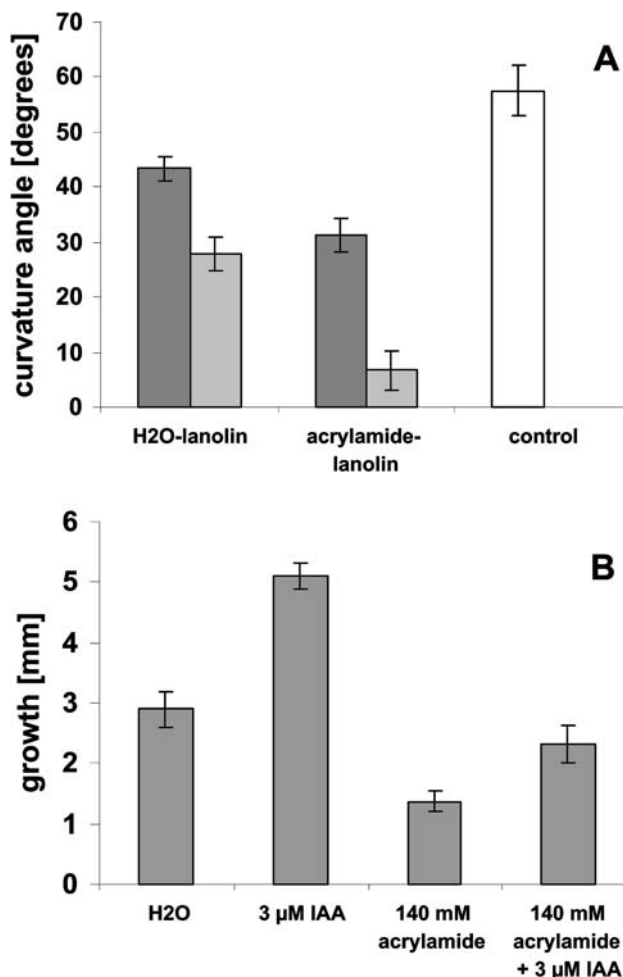 A
curvature angle [degrees]
70
60
50
40
30
20
10
0
H2O-lanolin
acrylamide-
lanolin
control
B
growth [mm]
6
5
4
3
2
1
0
H2O
3 µM IAA
140 mM
acrylamide
140 mM
acrylamide
+ 3 µM IAA